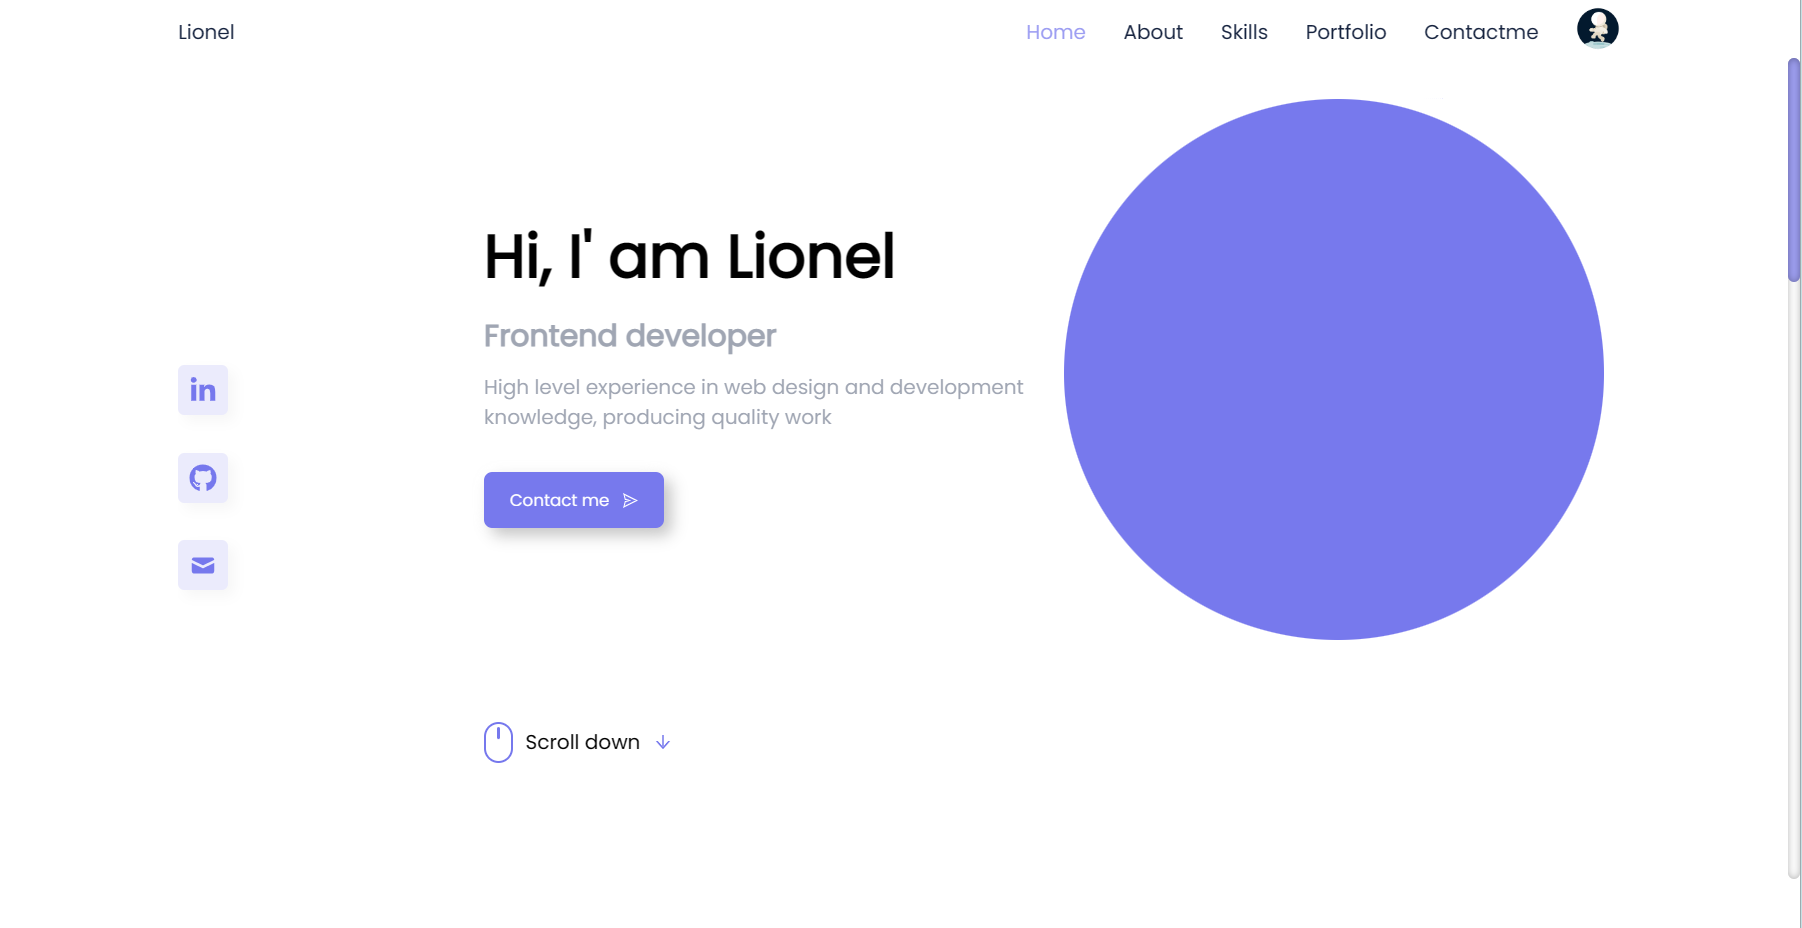 Lionel
Home About Skills Portfolio Contactme
Hi, I' am Lionel
Frontend developer
High level experience in web design and development
knowledge, producing quality work
Contact me
Scroll down